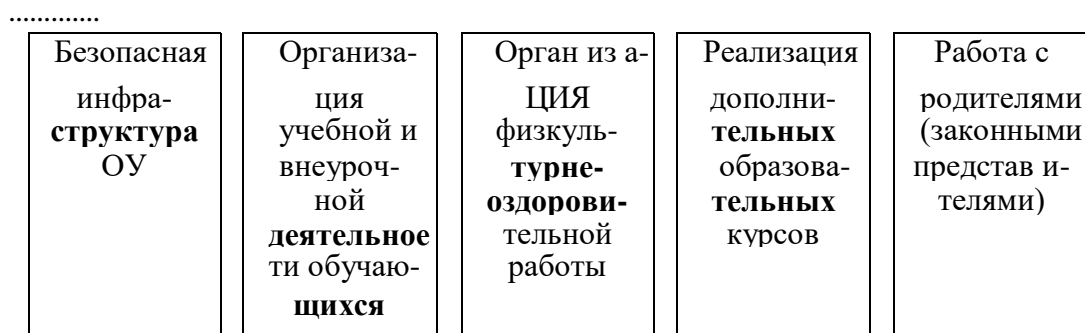 .............
Безопасная
инфра-
структура
ОУ
Организа-
ция
учебной и
внеуроч-
ной
деятельное
ти обучаю-
щихся
Орган из а-
ЦИЯ
физкуль-
турне-
оздорови-
тельной
работы
Реализация
дополни-
тельных
образова-
тельных
курсов
Работа с
родителями
(законными
представ и-
телями)